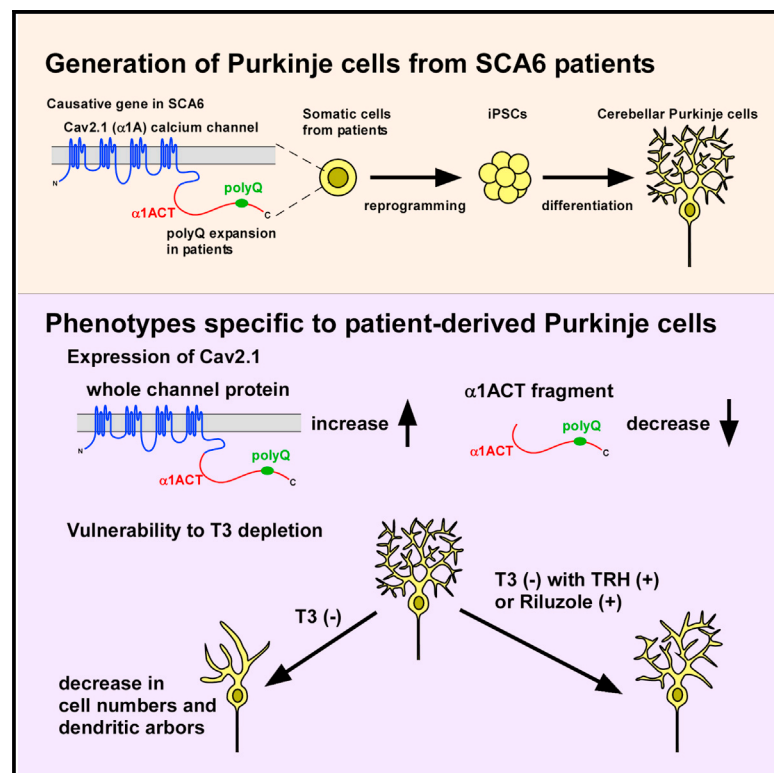 Generation of Purkinje cells from SCA6 patients
Causative gene in SCA6
Cav2.1 (α1A) calcium channel
N
α1ACT
polyQ
C
polyQ expansion
in patients
Somatic cells
from patients
reprogramming
iPSCs
differentiation
Cerebellar Purkinje cells
Phenotypes specific to patient-derived Purkinje cells
Expression of Cav2.1
whole channel protein
N
α1ACT
polyQ
C
increase
α1ACT fragment
α1ACT
polyQ
C
decrease
Vulnerability to T3 depletion
T3 (-)
T3 (-) with TRH (+)
or Riluzole (+)
decrease in
cell numbers and
dendritic arbors